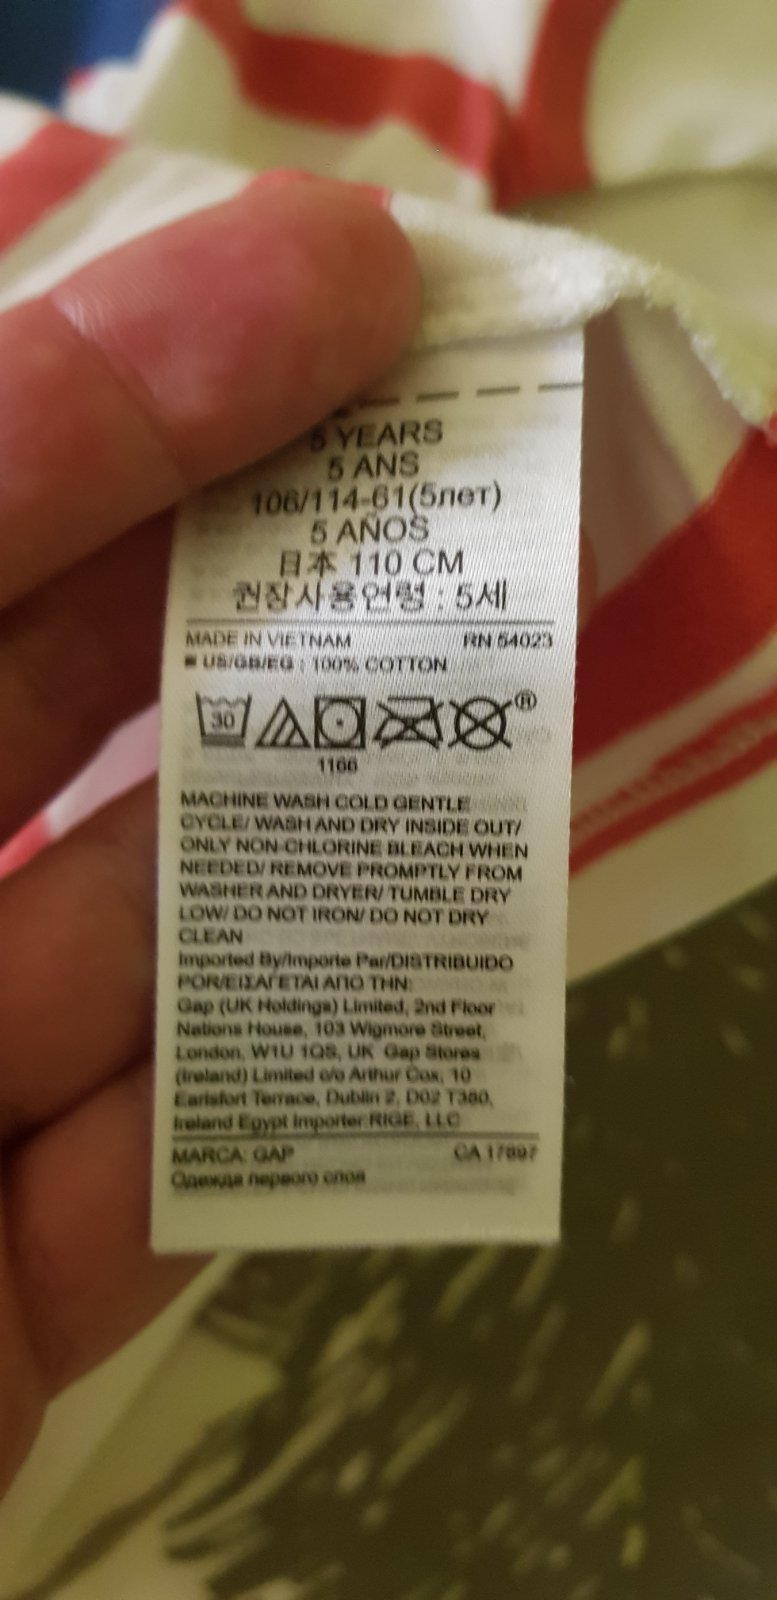 5 YEARS
5 ANS
106/114-61(5лет)
5 AÑOS
日本 110 CM
권장사용연령 : 5세
MADE IN VIETNAM RN 54023
US/GB/EG : 100% COTTON
30
®
1166
MACHINE WASH COLD GENTLE
CYCLE/ WASH AND DRY INSIDE OUT/
ONLY NON-CHLORINE BLEACH WHEN
NEEDED/ REMOVE PROMPTLY FROM
WASHER AND DRYER/ TUMBLE DRY
LOW/ DO NOT IRON/ DO NOT DRY
CLEAN
Imported By/Importe Par/DISTRIBUIDO
POR/ΕΙΣΑΓΕΤΑΙ ΑΠΟ ΤΗΝ:
Gap (UK Holdings) Limited, 2nd Floor
Nations House, 103 Wigmore Street,
London, W1U 1QS, UK Gap Stores
(Ireland) Limited c/o Arthur Cox, 10
Earlsfort Terrace, Dublin 2, D02 T380,
Ireland Egypt Importer:RIGE, LLC
MARCA: GAP CA 17897
Одежда первого слоя